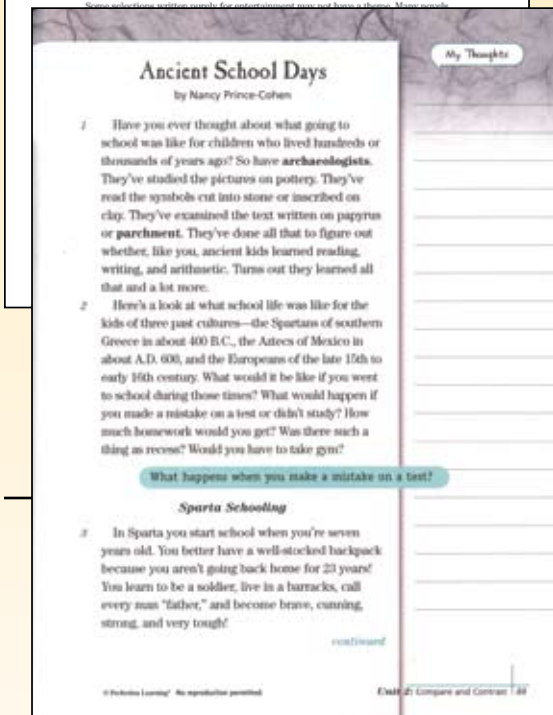 Some selections written purely for entertainment may not have a theme. Many novels
My Thoughts
Ancient School Days
by Nancy Prince-Cohen
1 Have you ever thought about what going to
school was like for children who lived hundreds or
thousands of years ago? So have archaeologists.
They've studied the pictures on pottery. They've
read the symbols cut into stone or inscribed on
clay. They've examined the text written on papyrus
or parchment. They've done all that to figure out
whether, like you, ancient kids learned reading,
writing, and arithmetic. Turns out they learned all
that and a lot more.
2 Here's a look at what school life was like for the
kids of three past cultures—the Spartans of southern
Greece in about 400 B.C., the Aztecs of Mexico in
about A.D. 600, and the Europeans of the late 15th to
early 16th century. What would it be like if you went
to school during those times? What would happen if
you made a mistake on a test or didn't study? How
much homework would you get? Was there such a
thing as recess? Would you have to take gym?
What happens when you make a mistake on a test?
Sparta Schooling
3 In Sparta you start school when you're seven
years old. You better have a well-stocked backpack
because you aren't going back home for 23 years!
You learn to be a soldier, live in a barracks, call
every man "father," and become brave, cunning,
strong, and very tough!
continued
© Perfection Learning® No reproduction permitted.
Unit 2: Compare and Contrast